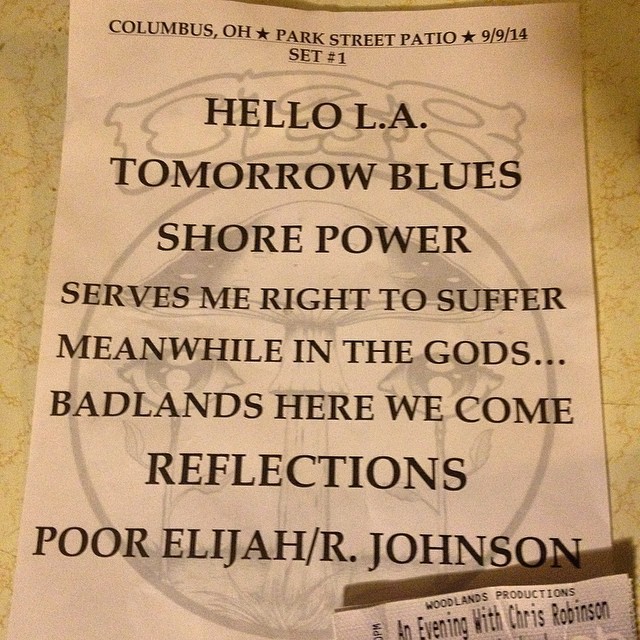 COLUMBUS, OH ★ PARK STREET PATIO ★ 9/9/14
SET #1
HELLO L.A.
TOMORROW BLUES
SHORE POWER
SERVES ME RIGHT TO SUFFER
MEANWHILE IN THE GODS...
BADLANDS HERE WE COME
REFLECTIONS
POOR ELIJAH/R. JOHNSON
WOODLANDS PRODUCTIONS
An Evening With Chris Robinson